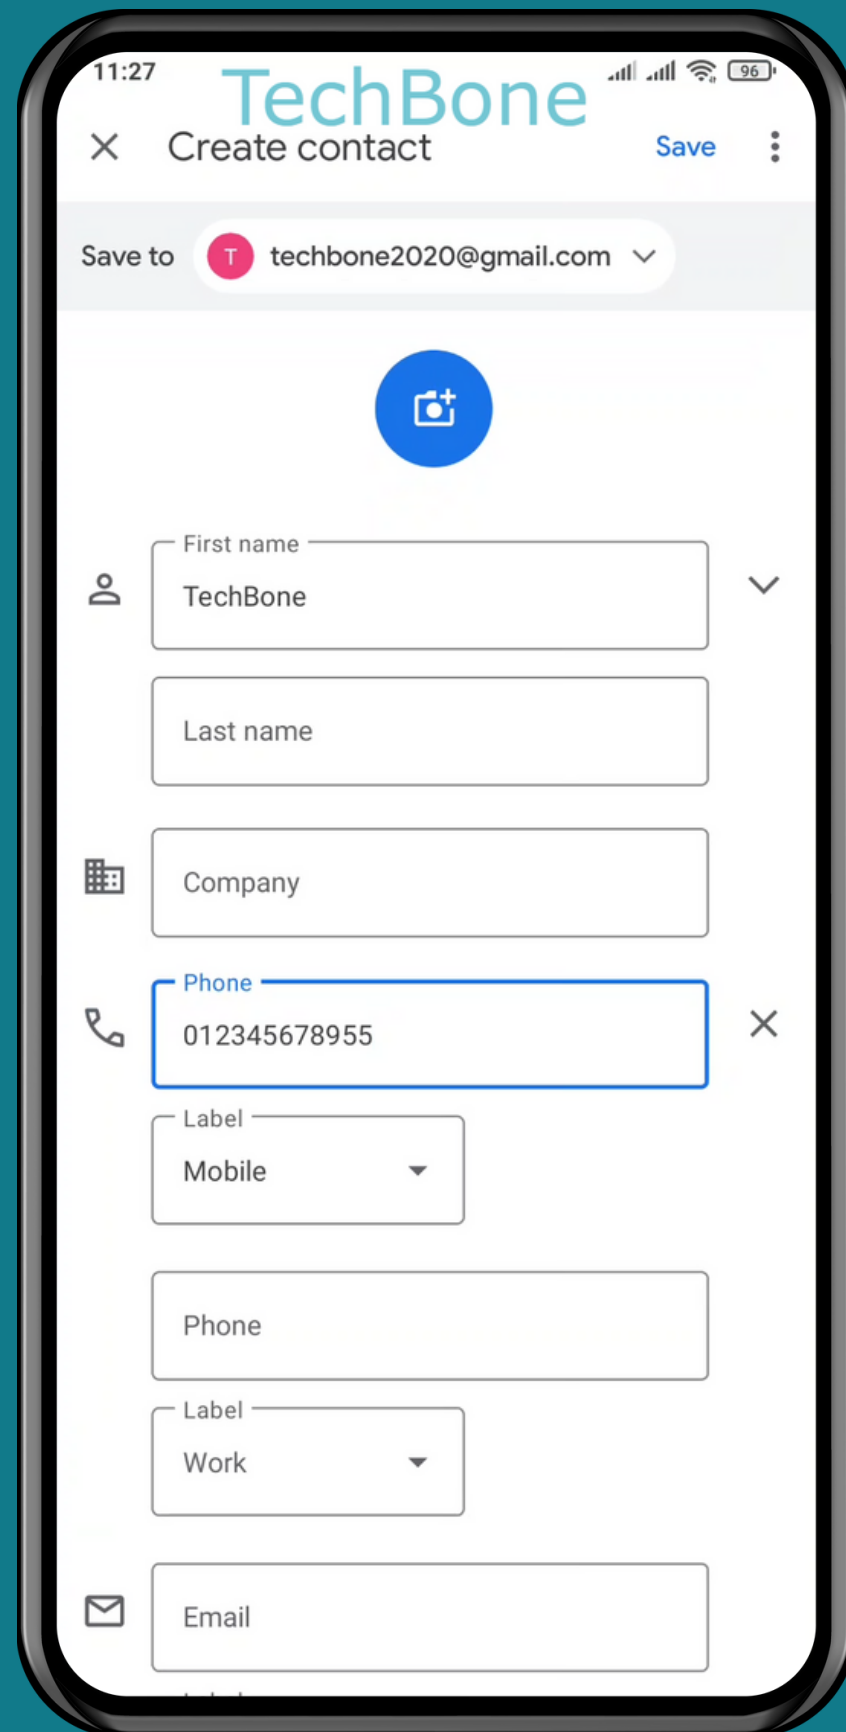 11:27
96
TechBone
Create contact
Save
Save to
T
techbone2020@gmail.com
First name
TechBone
Last name
Company
Phone
012345678955
Label
Mobile
Phone
Label
Work
Email